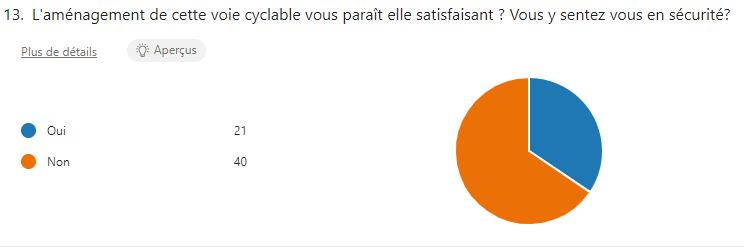 13. L'aménagement de cette voie cyclable vous paraît elle satisfaisant ? Vous y sentez vous en sécurité?
Plus de détails Aperçus
Oui 21
Non 40